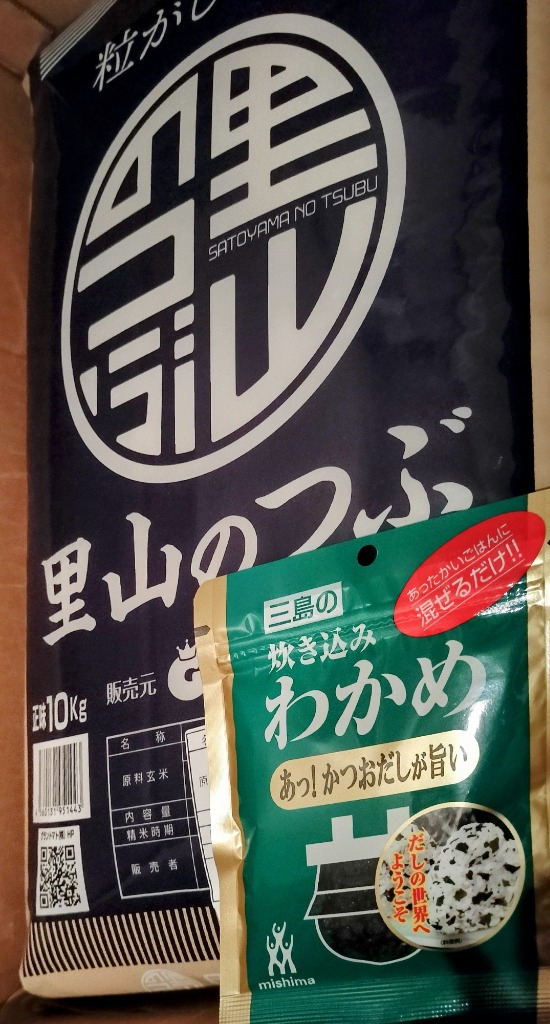 粒がし
里山のつぶ
SATOYAMA NO TSUBU
里山のつぶ
正味10Kg
販売元
名 称
原料玄米
内容量
精米時期
販売者
HP
あったかいごはんに
混ぜるだけ!!
三島の
炊き込み
わかめ
あっ!かつおだしが旨い
だしの世界へ
ようこそ
mishima